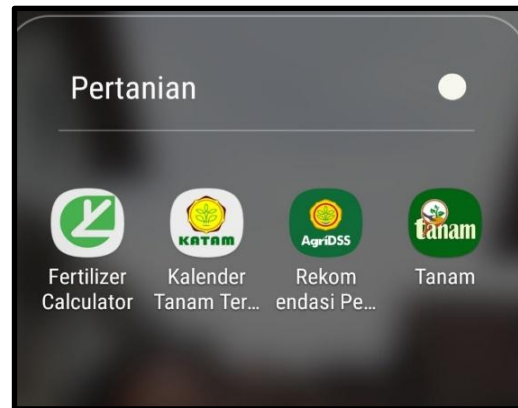 Pertanian
KATAM
AgriDSS
tanam
Fertilizer
Calculator
Kalender
Tanam Ter...
Rekom
endasi Pe...
Tanam